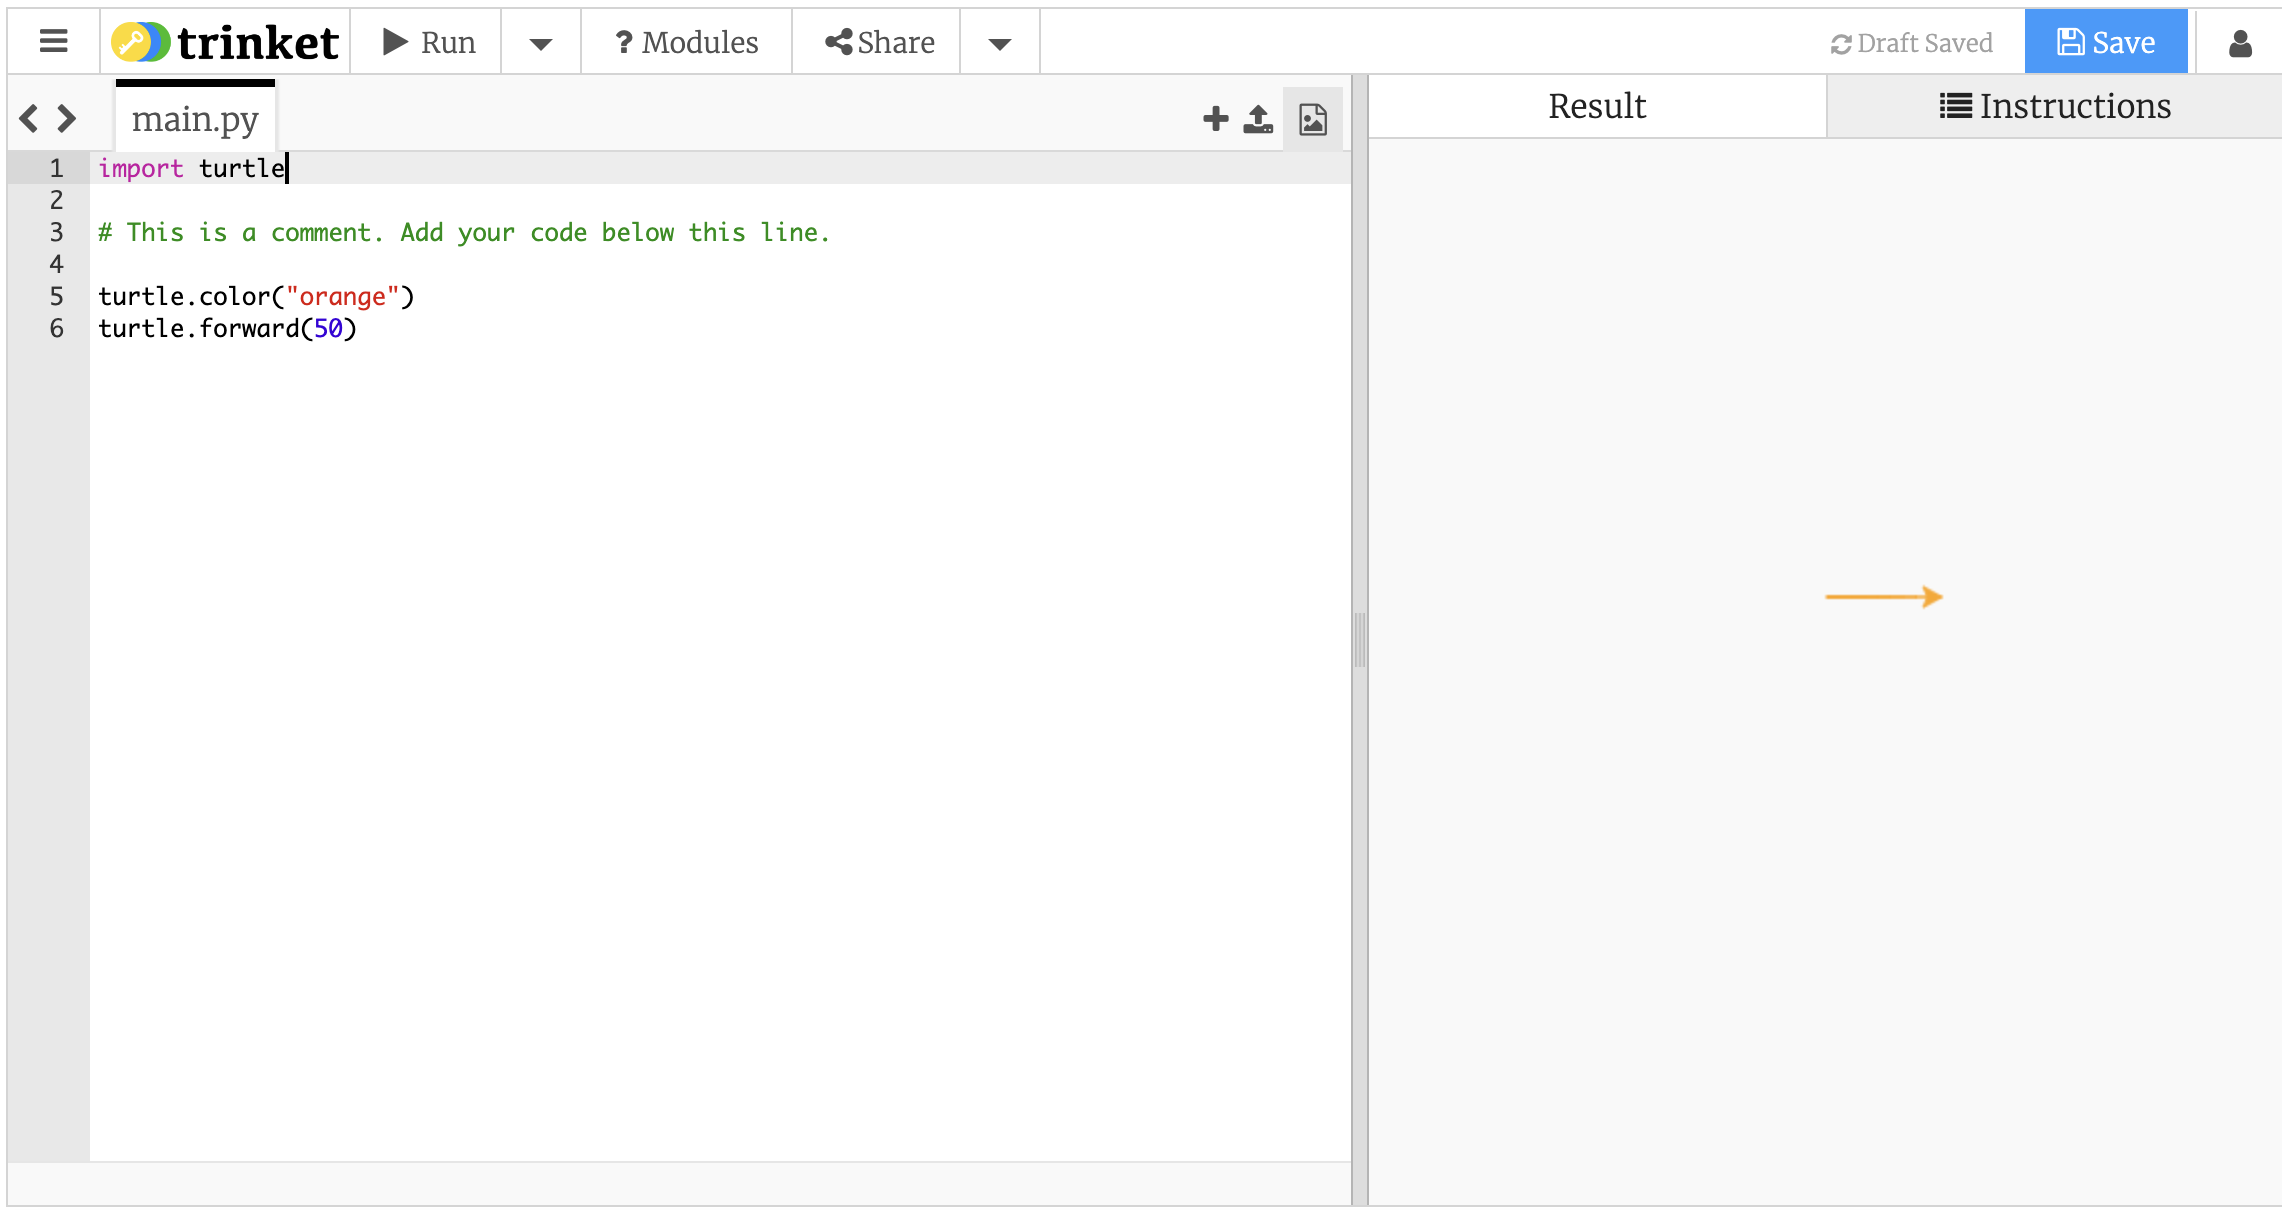 trinket Run ? Modules Share Draft Saved Save
main.py Result Instructions
1 import turtle
2
3 # This is a comment. Add your code below this line.
4
5 turtle.color("orange")
6 turtle.forward(50)